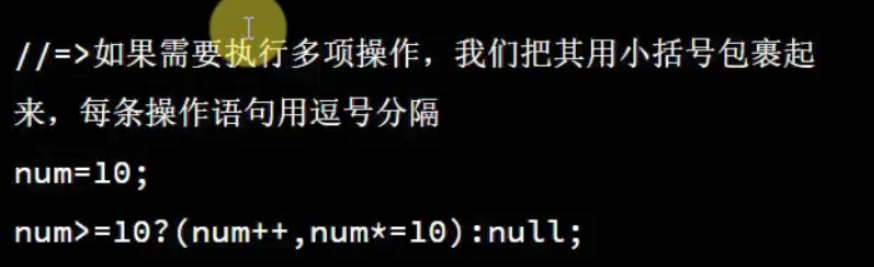 //=>如果需要执行多项操作，我们把其用小括号包裹起
来，每条操作语句用逗号分隔
num=10;
num>=10?(num++,num*=10):null;